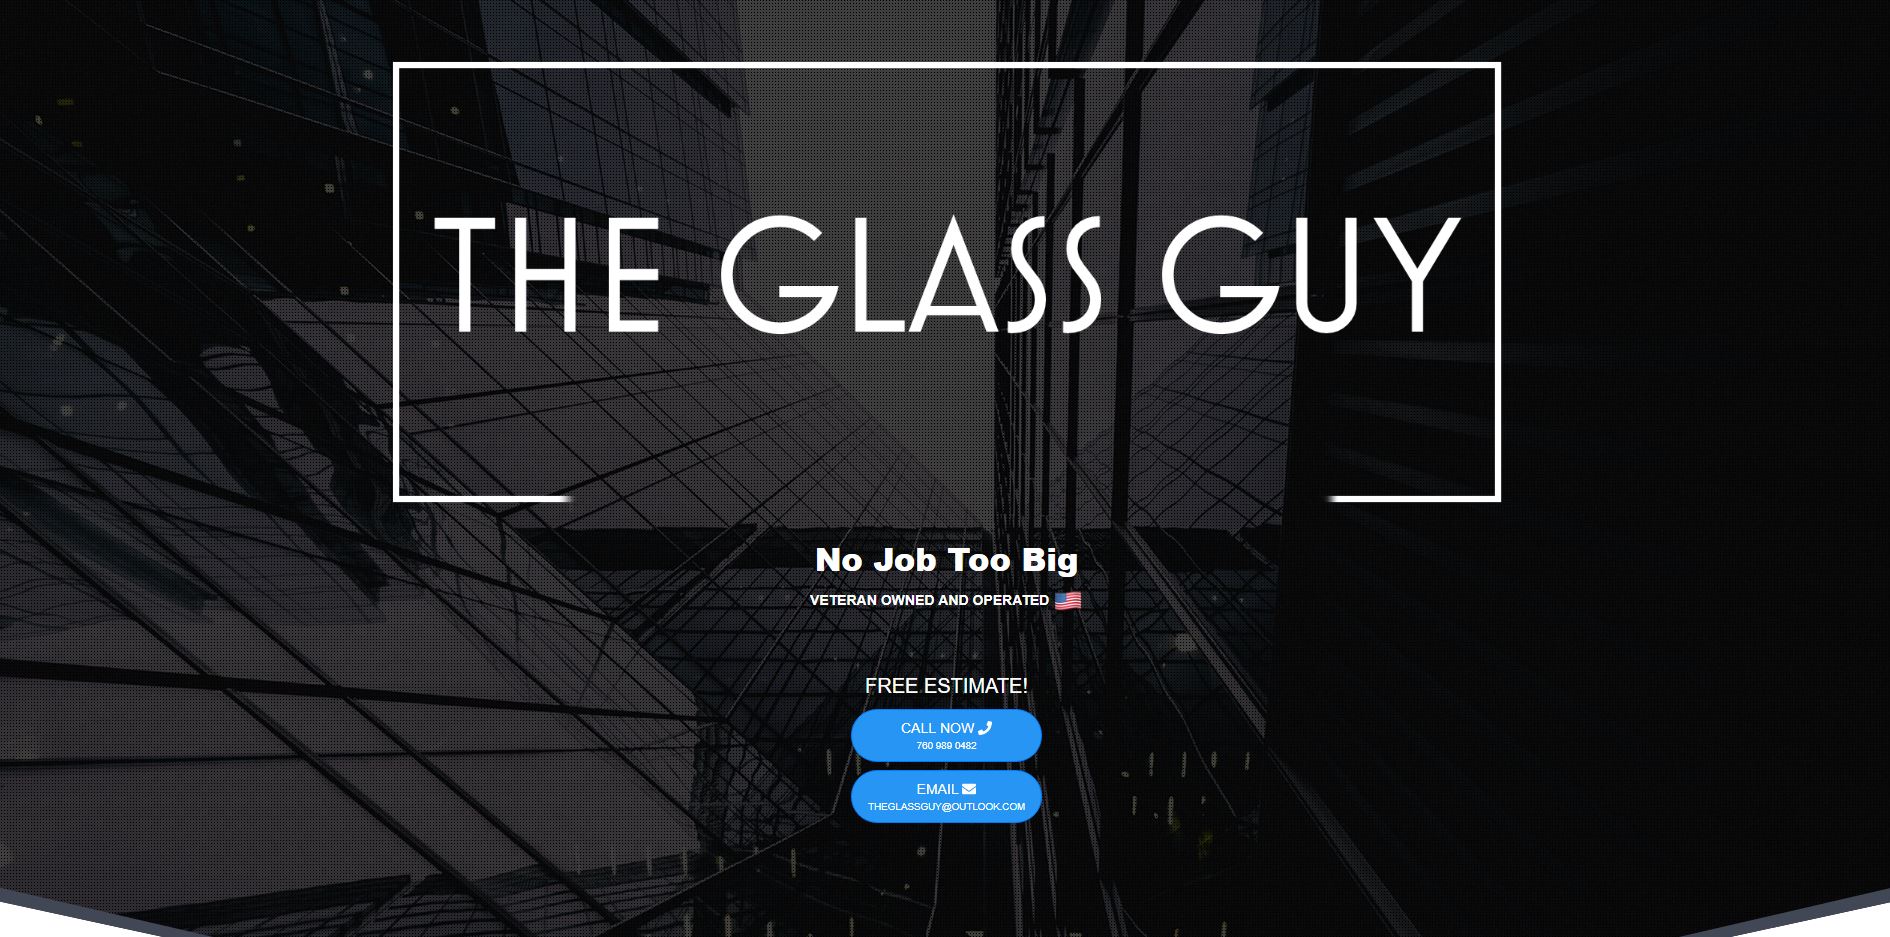 THE GLASS GUY
No Job Too Big
VETERAN OWNED AND OPERATED
FREE ESTIMATE!
CALL NOW
760 989 0482
EMAIL
THEGLASSGUY@OUTLOOK.COM